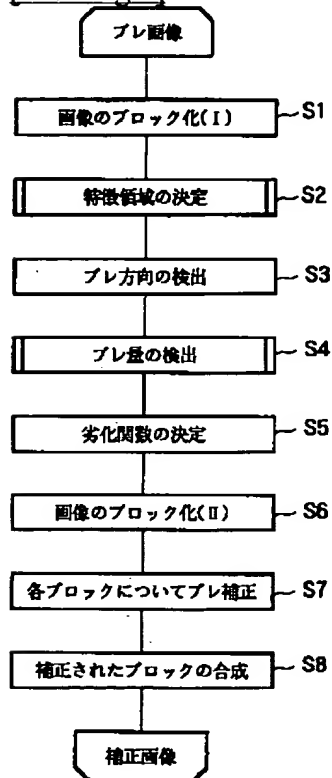 ブレ画像
画像のブロック化(I) S1
特徴領域の決定 S2
ブレ方向の検出 S3
ブレ量の検出 S4
劣化関数の決定 S5
画像のブロック化(II) S6
各ブロックについてブレ補正 S7
補正されたブロックの合成 S8
補正画像